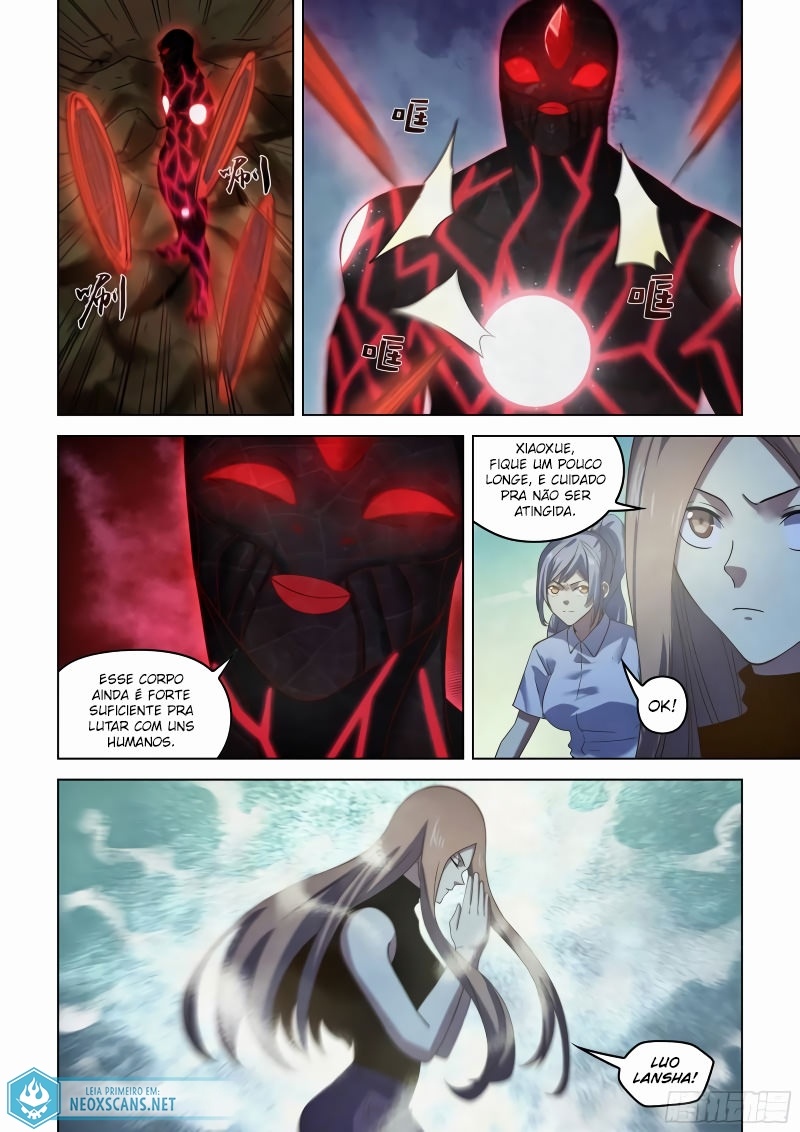 唰
唰
哐
哐
哐
XIAOXUE,
FIQUE UM POUCO
LONGE, E CUIDADO
PRA NÃO SER
ATINGIDA.
OK!
ESSE CORPO
AINDA É FORTE
SUFICIENTE PRA
LUTAR COM UNS
HUMANOS.
LUO
LANSHA!
LEIA PRIMEIRO EM:
NEOXSCANS.NET